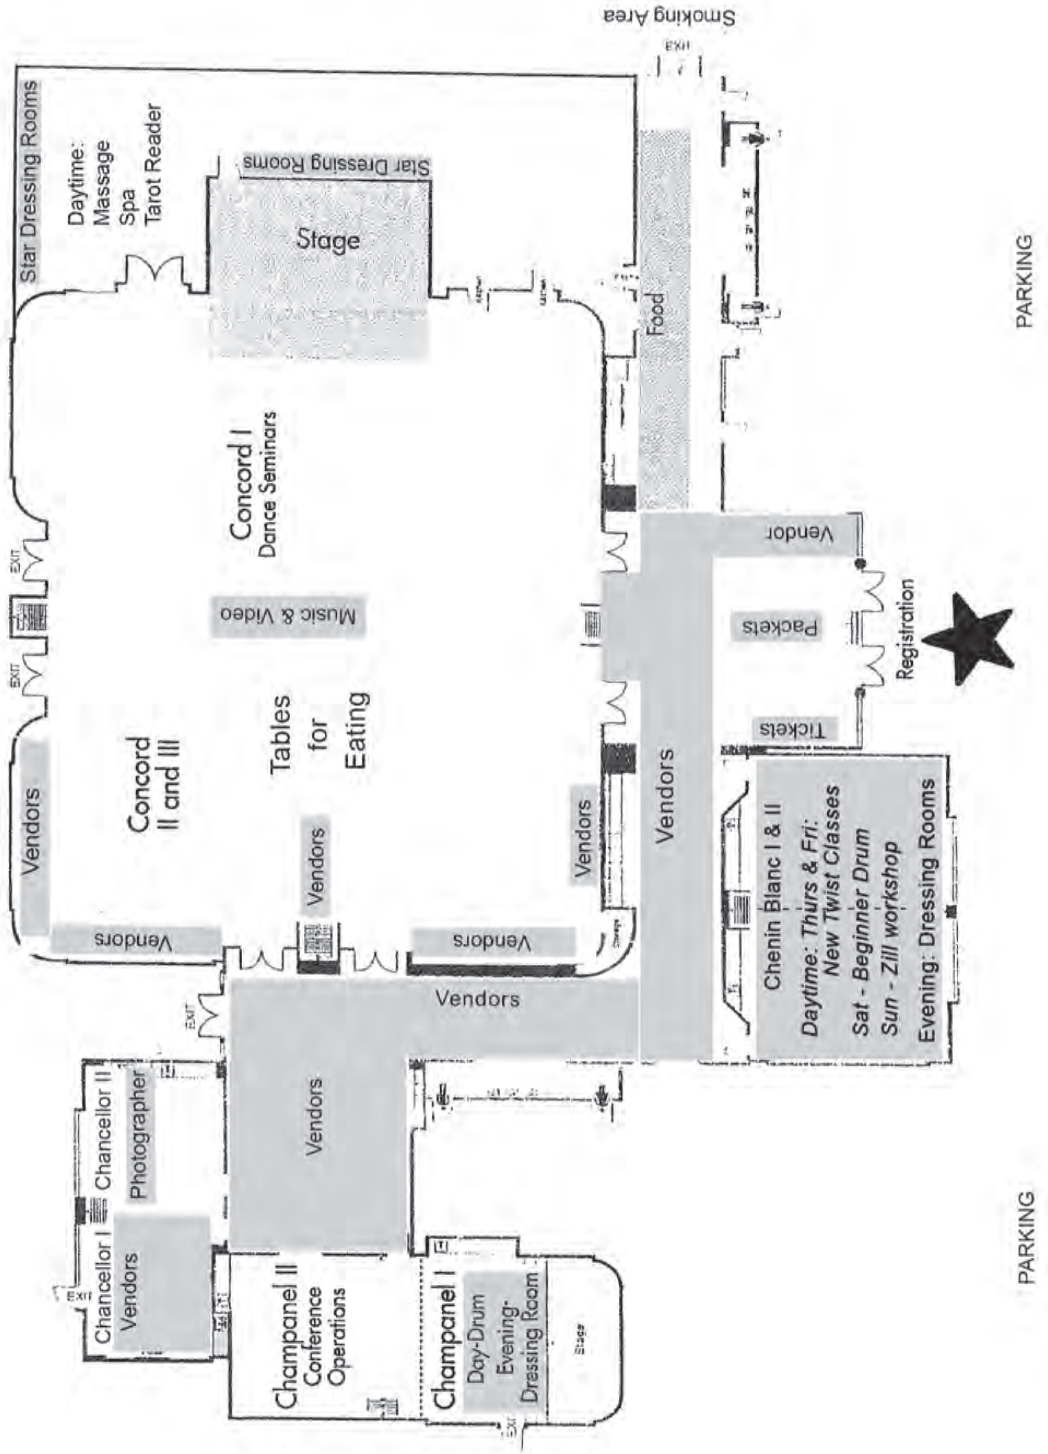 Smoking Area
EXIT
Star Dressing Rooms
Daytime:
Massage
Spa
Tarot Reader
Star Dressing Rooms
Stage
Food
PARKING
Concord I
Dance Seminars
EXIT
EXIT
Music & Video
Vendor
Packets
Registration
Tickets
Concord
II and III
Tables
for
Eating
Vendors
Vendors
Vendors
Vendors
Vendors
Vendors
Storage
Vendors
Chenin Blanc I & II
Daytime: Thurs & Fri:
New Twist Classes
Sat - Beginner Drum
Sun - Zill workshop
Evening: Dressing Rooms
EXIT
Vendors
Chancellor II
Photographer
Chancellor I
Vendors
EXIT
Champanel II
Conference
Operations
Champanel I
Day-Drum
Evening-
Dressing Room
Stage
EXIT
PARKING